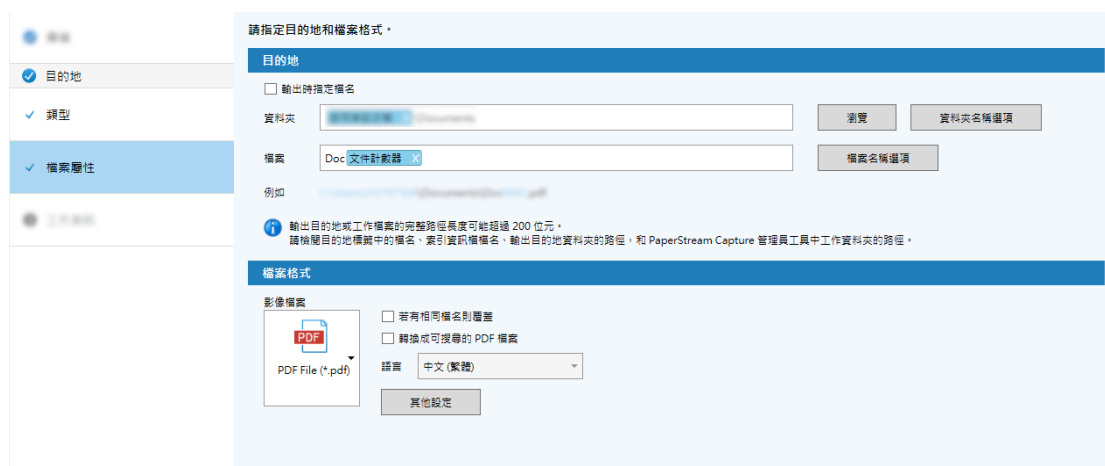 請指定目的地和檔案格式。
目的地
目的地
類型
檔案屬性
輸出時指定檔名
資料夾
瀏覽
資料夾名稱選項
檔案
Doc 文件計數器 X
檔案名稱選項
例如
輸出目的地或工作檔案的完整路徑長度可能超過 200 位元。
請檢閱目的地標籤中的檔名、索引資訊檔檔名、輸出目的地資料夾的路徑，和 PaperStream Capture 管理員工具中工作資料夾的路徑。
檔案格式
影像檔案
PDF
PDF File (*.pdf)
若有相同檔名則覆蓋
轉換成可搜尋的 PDF 檔案
語言
中文 (繁體)
其他設定